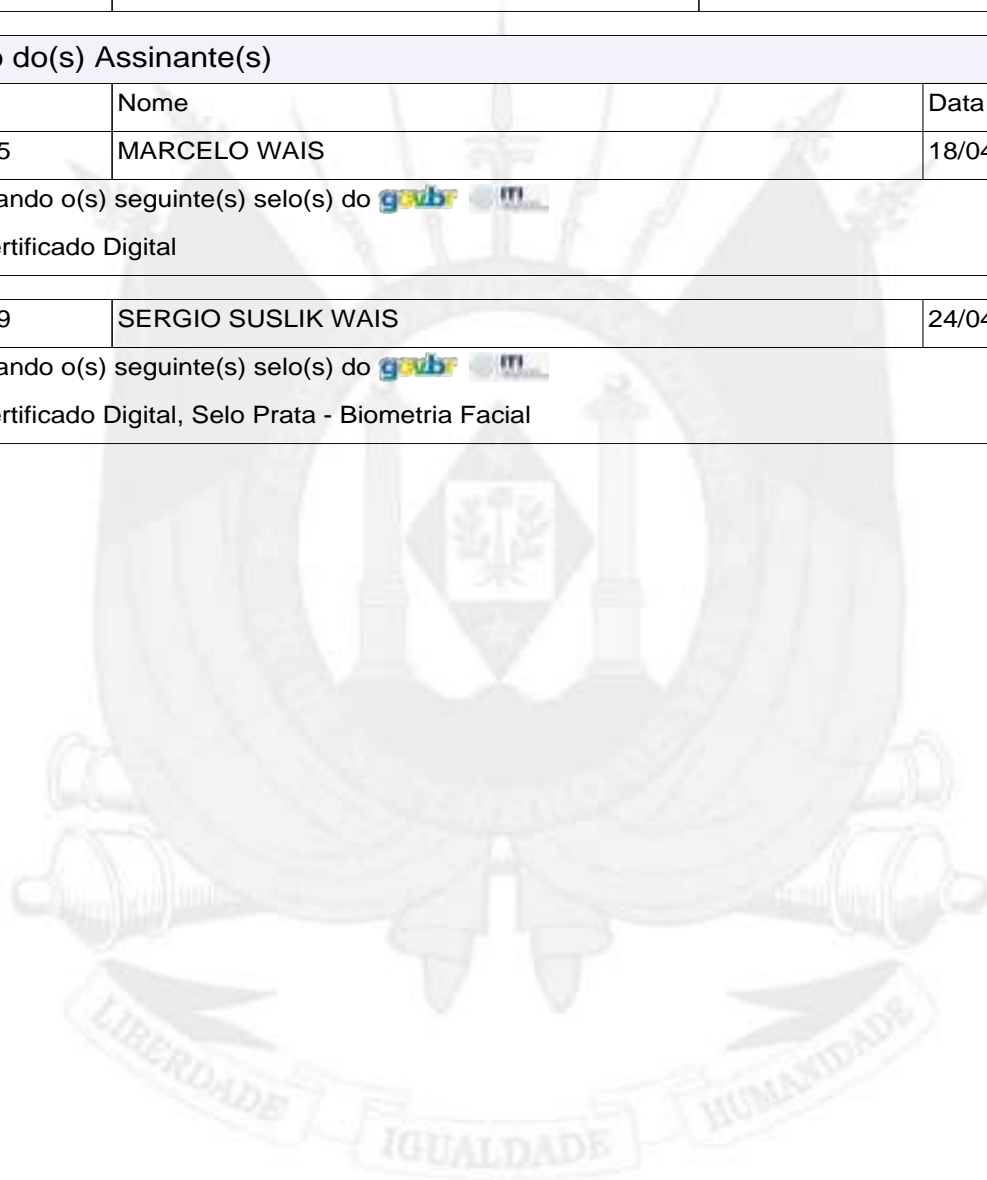 o do(s) Assinante(s)
Nome Data
5 MARCELO WAIS 18/04
ando o(s) seguinte(s) selo(s) do gov.br
ertificado Digital
9 SERGIO SUSLIK WAIS 24/04
ando o(s) seguinte(s) selo(s) do gov.br
ertificado Digital, Selo Prata - Biometria Facial
LIBERDADE IGUALDADE HUMANIDADE